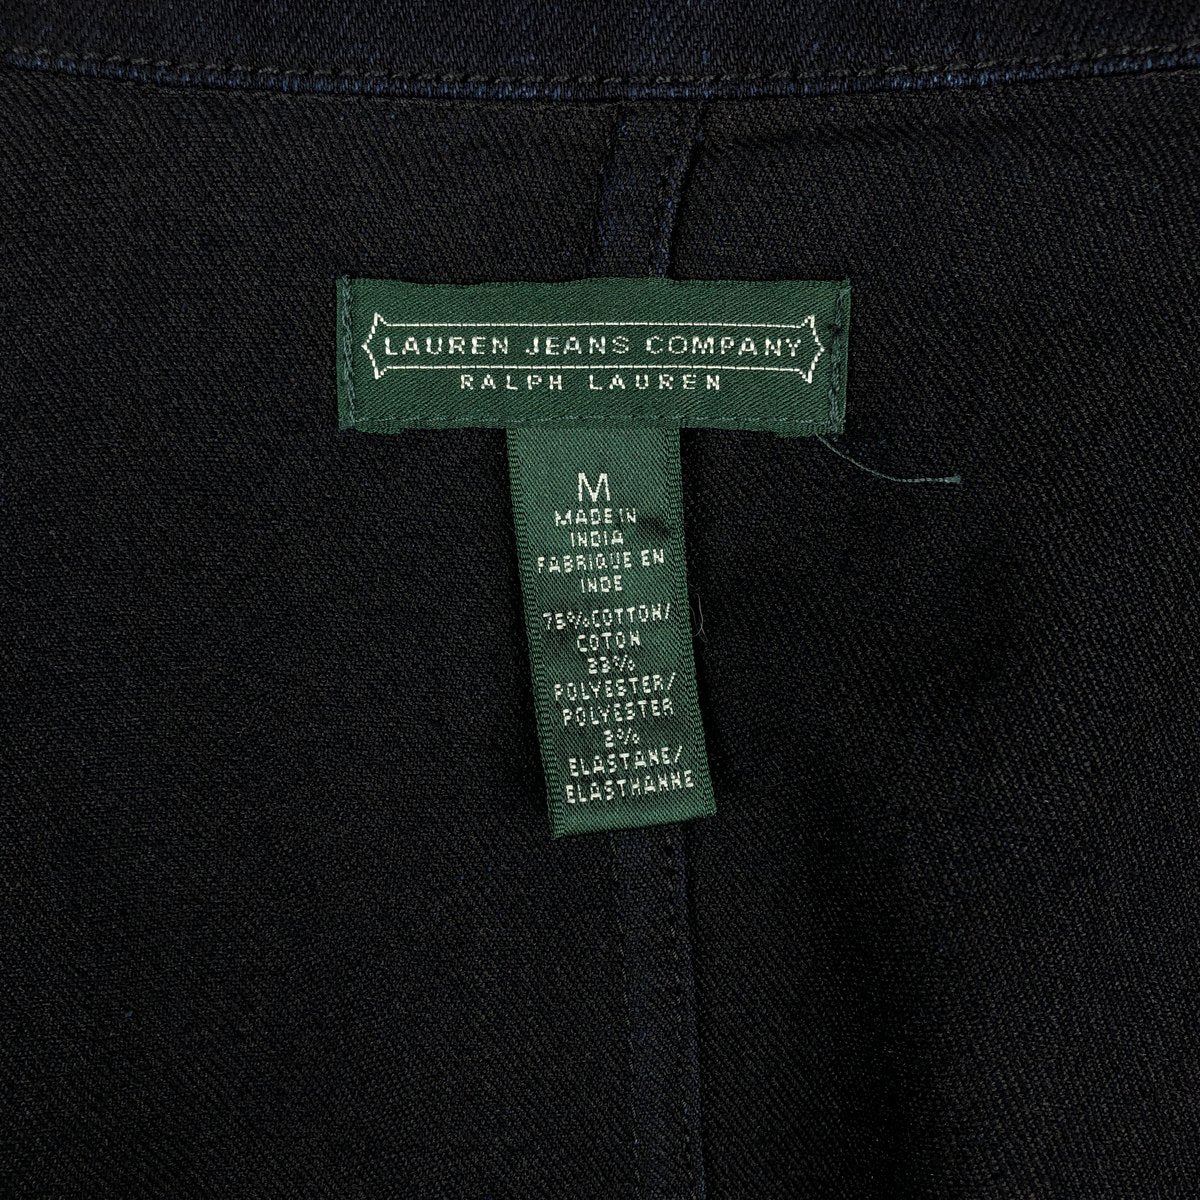 LAUREN JEANS COMPANY
RALPH LAUREN
M
MADE IN
INDIA
FABRIQUE EN
INDE
75%COTTON/
COTON
23%
POLYESTER/
POLYESTER
2%
ELASTANE/
ELASTHANNE